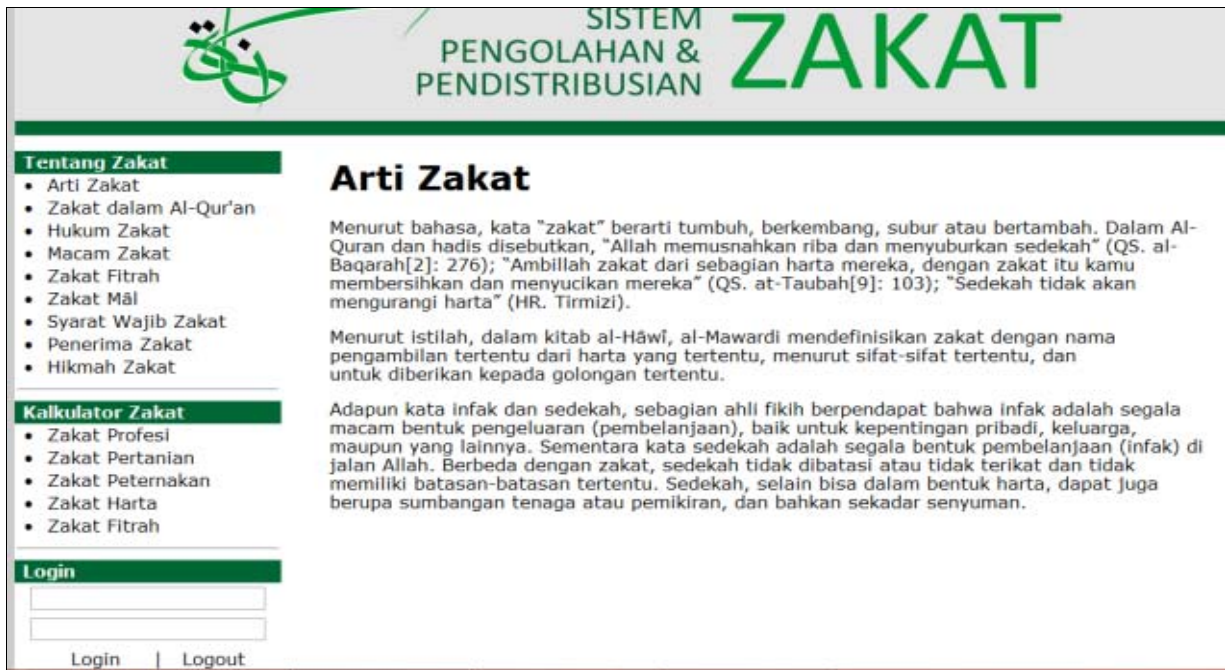 SISTEM
PENGOLAHAN &
PENDISTRIBUSIAN
ZAKAT
Tentang Zakat
• Arti Zakat
• Zakat dalam Al-Qur'an
• Hukum Zakat
• Macam Zakat
• Zakat Fitrah
• Zakat Māl
• Syarat Wajib Zakat
• Penerima Zakat
• Hikmah Zakat
Kalkulator Zakat
• Zakat Profesi
• Zakat Pertanian
• Zakat Peternakan
• Zakat Harta
• Zakat Fitrah
Login
Login | Logout
Arti Zakat
Menurut bahasa, kata “zakat” berarti tumbuh, berkembang, subur atau bertambah. Dalam Al-
Quran dan hadis disebutkan, “Allah memusnahkan riba dan menyuburkan sedekah” (QS. al-
Baqarah[2]: 276); “Ambillah zakat dari sebagian harta mereka, dengan zakat itu kamu
membersihkan dan menyucikan mereka” (QS. at-Taubah[9]: 103); “Sedekah tidak akan
mengurangi harta” (HR. Tirmizi).
Menurut istilah, dalam kitab al-Hāwī, al-Mawardi mendefinisikan zakat dengan nama
pengambilan tertentu dari harta yang tertentu, menurut sifat-sifat tertentu, dan
untuk diberikan kepada golongan tertentu.
Adapun kata infak dan sedekah, sebagian ahli fikih berpendapat bahwa infak adalah segala
macam bentuk pengeluaran (pembelanjaan), baik untuk kepentingan pribadi, keluarga,
maupun yang lainnya. Sementara kata sedekah adalah segala bentuk pembelanjaan (infak) di
jalan Allah. Berbeda dengan zakat, sedekah tidak dibatasi atau tidak terikat dan tidak
memiliki batasan-batasan tertentu. Sedekah, selain bisa dalam bentuk harta, dapat juga
berupa sumbangan tenaga atau pemikiran, dan bahkan sekadar senyuman.